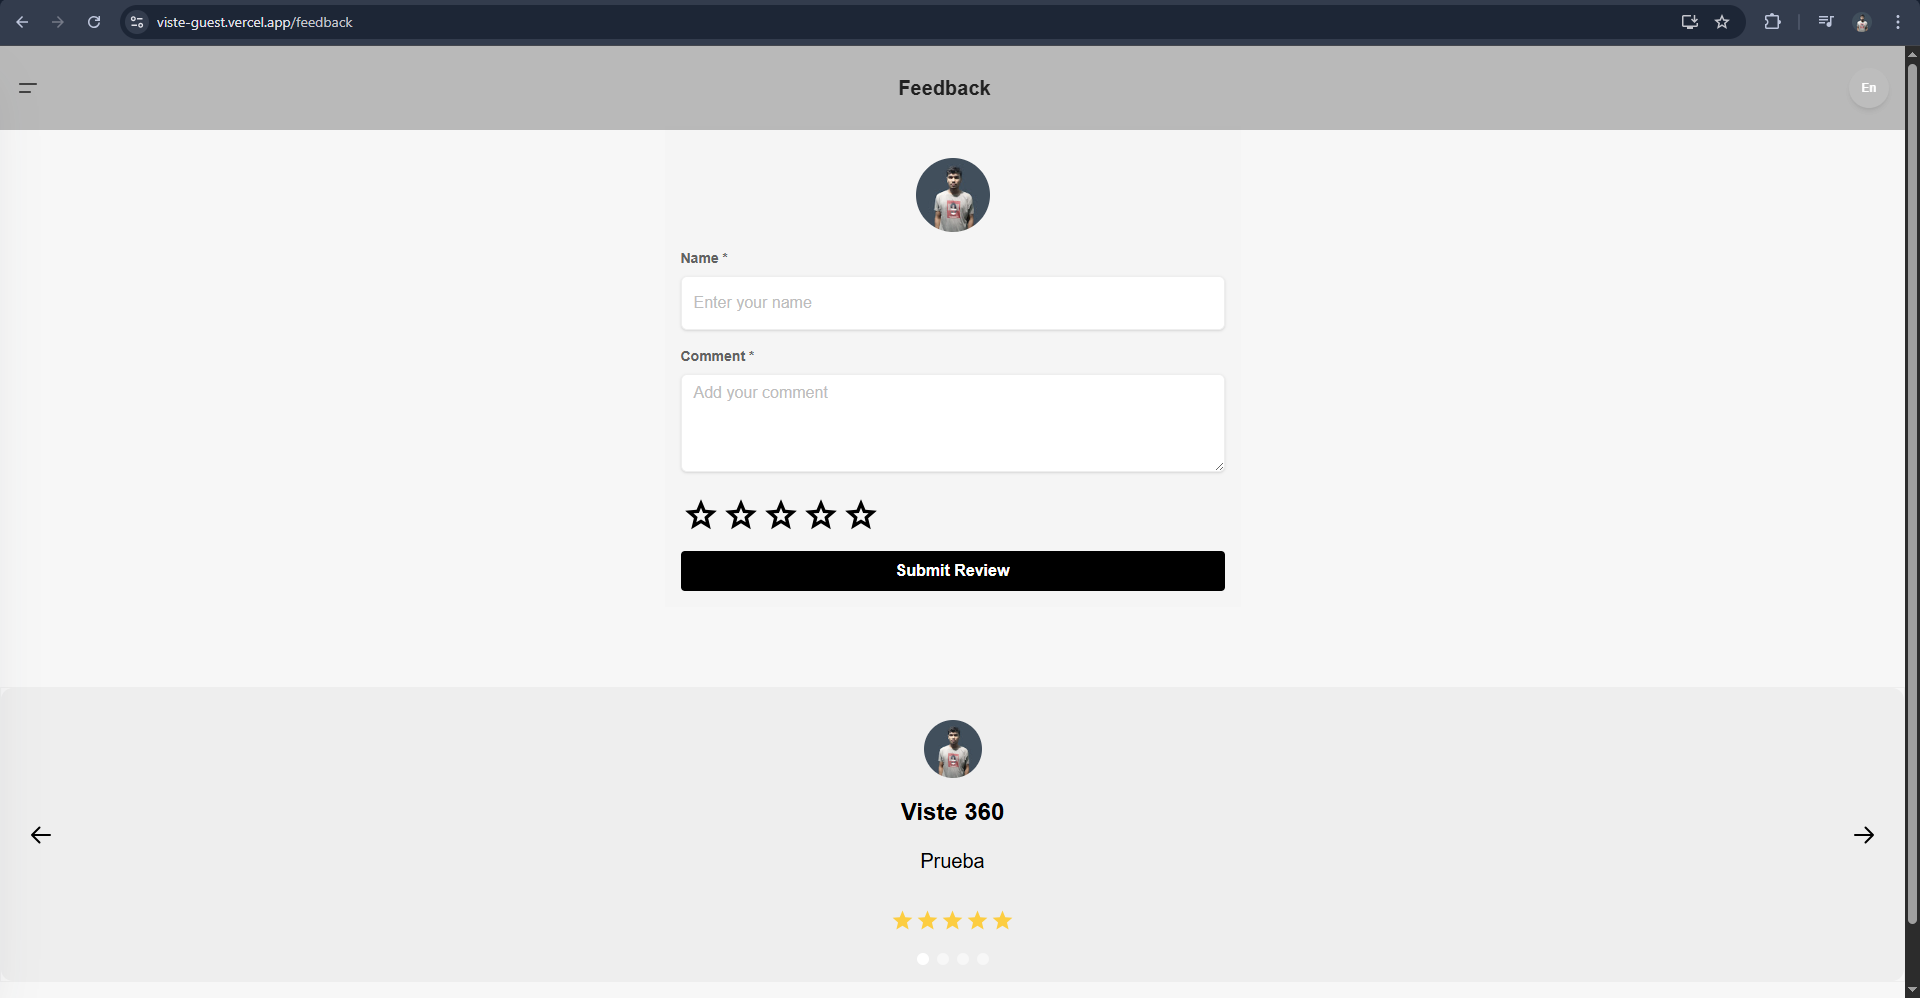 viste-guest.vercel.app/feedback
Feedback
En
Name *
Enter your name
Comment *
Add your comment
Submit Review
Viste 360
Prueba